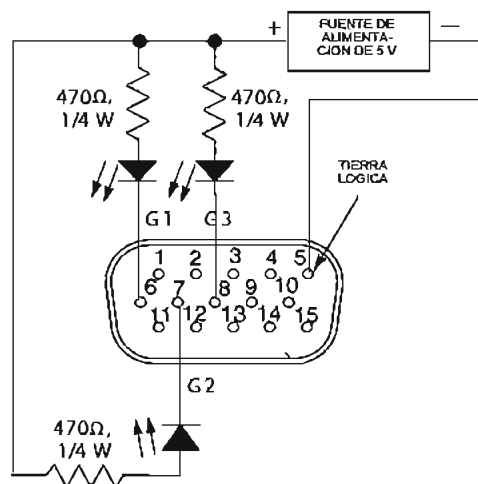 +
FUENTE DE
ALIMENTA-
CION DE 5 V
—
470Ω,
1/4 W
470Ω,
1/4 W
TIERRA
LOGICA
G1
G3
1 2 3 4 5
6 7 8 9 10
11 12 13 14 15
G2
470Ω,
1/4 W